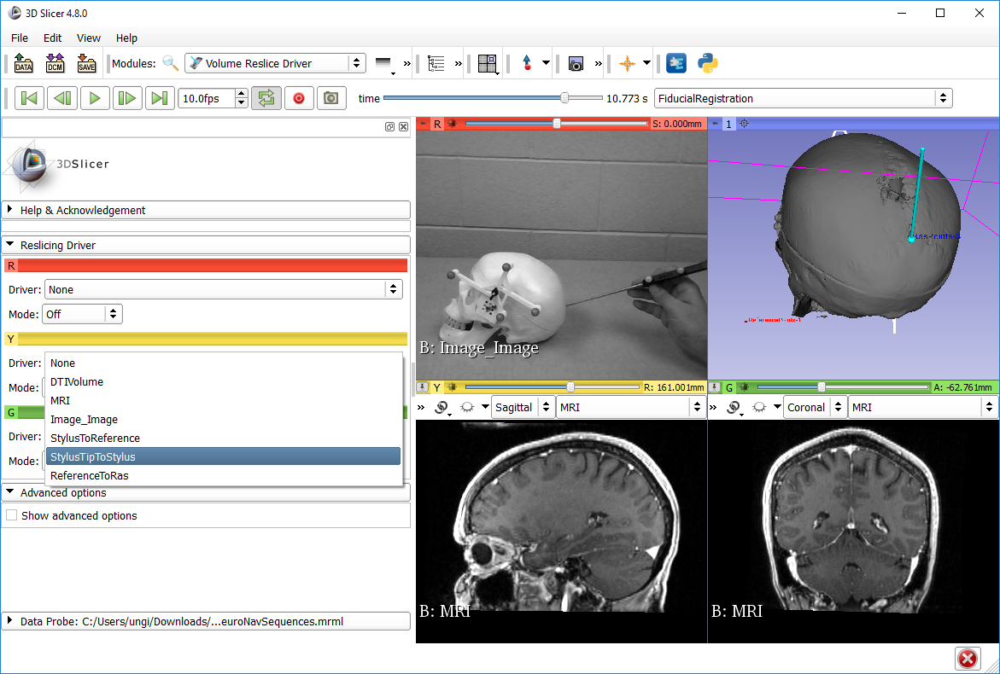 3D Slicer 4.8.0
File Edit View Help
DATA DCM SAVE Modules: Volume Reslice Driver » » »
10.0fps time 10.773 s FiducialRegistration
3DSlicer
Help & Acknowledgement
Reslicing Driver
R
Driver: None
Mode: Off
Y
Driver:
Mode:
G
Driver:
Mode:
None
DTIVolume
MRI
Image_Image
StylusToReference
StylusTipToStylus
ReferenceToRas
Advanced options
Show advanced options
Data Probe: C:/Users/ungi/Downloads/...euroNavSequences.mrml
R S: 0.000mm
B: Image_Image
1
Y R: 161.001mm
» Sagittal MRI
B: MRI
G A: -62.761mm
» Coronal MRI
B: MRI